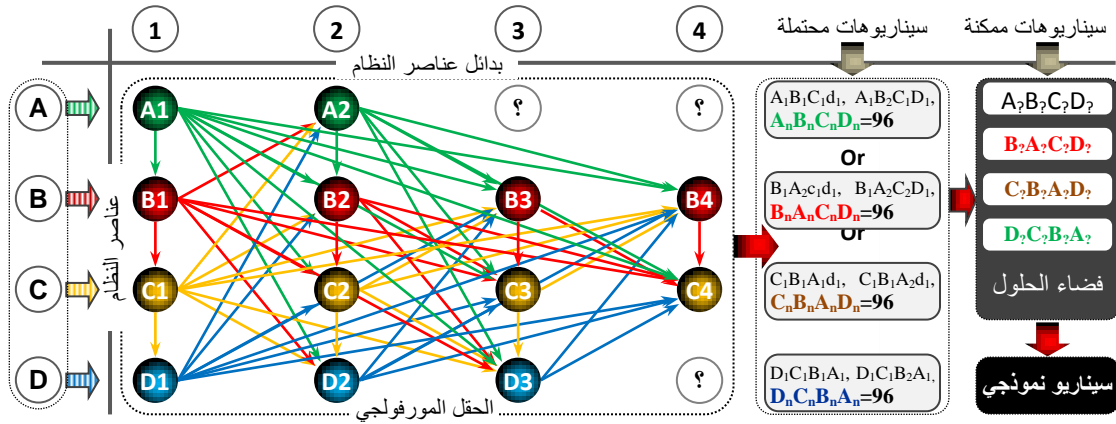 1 2 3 4
سيناريوهات محتملة
سيناريوهات ممكنة
بدائل عناصر النظام
عناصر النظام
A
A1 A2 ؟ ؟
B
B1 B2 B3 B4
C
C1 C2 C3 C4
D
D1 D2 D3 ؟
الحقل المورفولجي
A₁B₁C₁d₁, A₁B₂C₁D₁,
AₙBₙCₙDₙ=96
Or
B₁A₂c₁d₁, B₁A₂C₂D₁,
BₙAₙCₙDₙ=96
Or
C₁B₁A₁d₁, C₁B₁A₂d₁,
CₙBₙAₙDₙ=96
D₁C₁B₁A₁, D₁C₁B₂A₁,
DₙCₙBₙAₙ=96
A?B?C?D?
B?A?C?D?
C?B?A?D?
D?C?B?A?
فضاء الحلول
سيناريو نموذجي